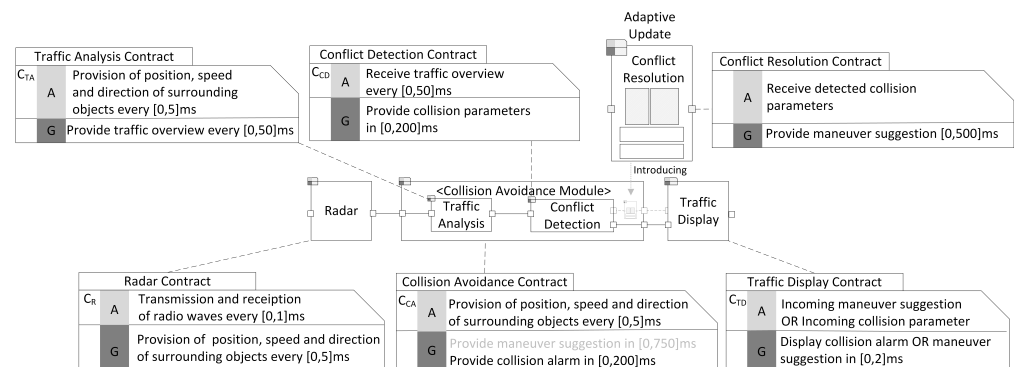 Adaptive
Update
Traffic Analysis Contract
C_TA
A
Provision of position, speed
and direction of surrounding
objects every [0,5]ms
G
Provide traffic overview every [0,50]ms
Conflict Detection Contract
C_CD
A
Receive traffic overview
every [0,50]ms
G
Provide collision parameters
in [0,200]ms
Conflict
Resolution
Conflict Resolution Contract
A
Receive detected collision
parameters
G
Provide maneuver suggestion [0,500]ms
Introducing
Radar
<Collision Avoidance Module>
Traffic
Analysis
Conflict
Detection
Traffic
Display
Radar Contract
C_R
A
Transmission and receiption
of radio waves every [0,1]ms
G
Provision of position, speed and direction
of surrounding objects every [0,5]ms
Collision Avoidance Contract
C_CA
A
Provision of position, speed and direction
of surrounding objects every [0,5]ms
G
Provide maneuver suggestion in [0,750]ms
Provide collision alarm in [0,200]ms
Traffic Display Contract
C_TD
A
Incoming maneuver suggestion
OR Incoming collision parameter
G
Display collision alarm OR maneuver
suggestion in [0,2]ms